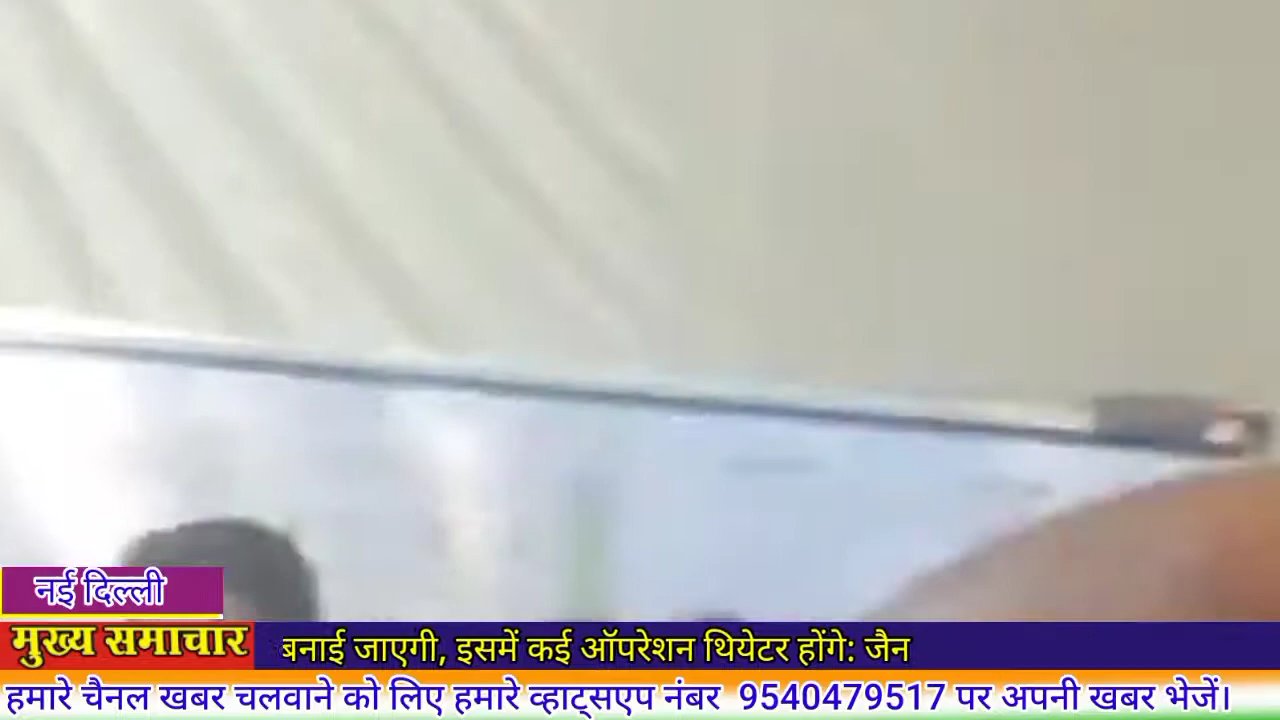 नई दिल्ली
मुख्य समाचार
बनाई जाएगी, इसमें कई ऑपरेशन थियेटर होंगे: जैन
हमारे चैनल खबर चलवाने को लिए हमारे व्हाट्सएप नंबर 9540479517 पर अपनी खबर भेजें।